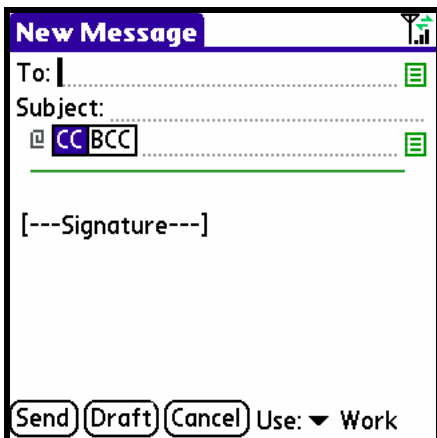 New Message
To:
Subject:
@ CC BCC
[---Signature---]
Send Draft Cancel Use: Work